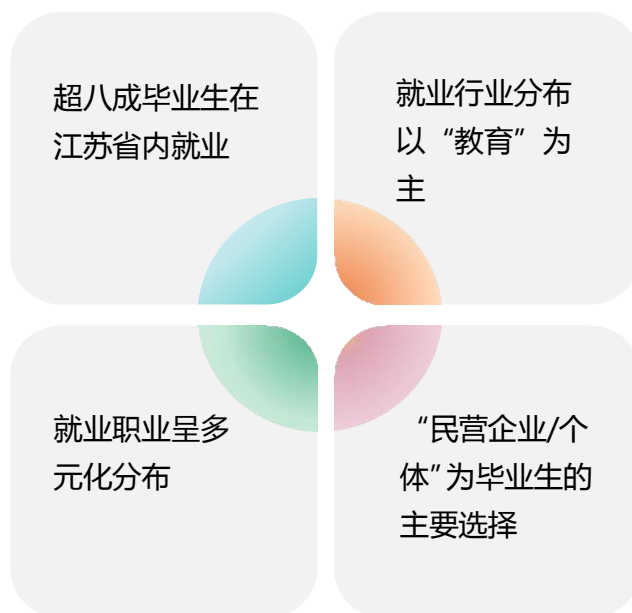 超八成毕业生在
江苏省内就业
就业行业分布
以“教育”为
主
就业职业呈多
元化分布
“民营企业/个
体”为毕业生的
主要选择